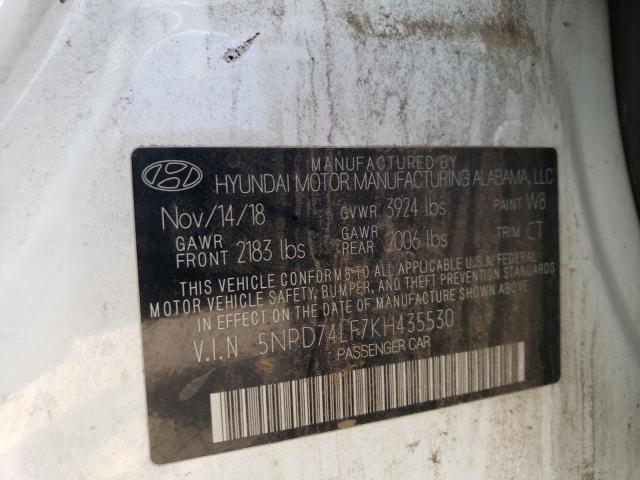 MANUFACTURED BY
HYUNDAI MOTOR MANUFACTURING ALABAMA, LLC
Nov/14/18 GVWR 3924 lbs PAINT W8
GAWR FRONT 2183 lbs GAWR REAR 2006 lbs TRIM CT
THIS VEHICLE CONFORMS TO ALL APPLICABLE U.S.A. FEDERAL
MOTOR VEHICLE SAFETY, BUMPER, AND THEFT PREVENTION STANDARDS
IN EFFECT ON THE DATE OF MANUFACTURE SHOWN ABOVE.
V.I.N 5NPD74LF7KH435530
PASSENGER CAR